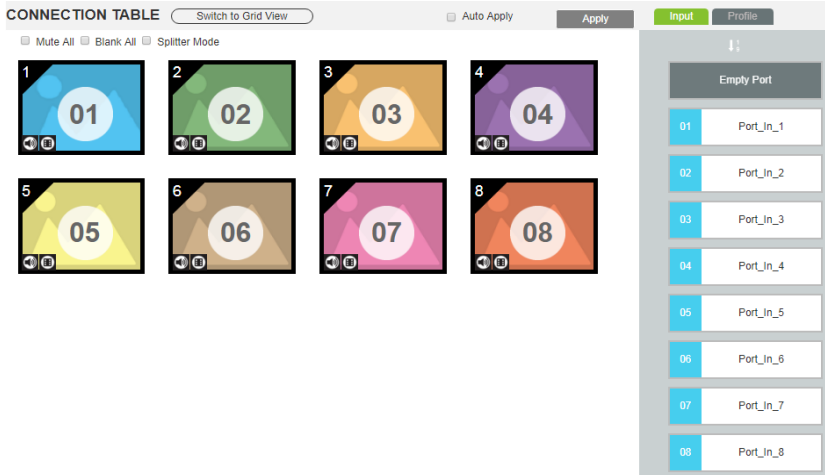 CONNECTION TABLE Switch to Grid View Auto Apply Apply
Mute All Blank All Splitter Mode
1 01
2 02
3 03
4 04
5 05
6 06
7 07
8 08
Input Profile
Empty Port
01 Port_In_1
02 Port_In_2
03 Port_In_3
04 Port_In_4
05 Port_In_5
06 Port_In_6
07 Port_In_7
08 Port_In_8